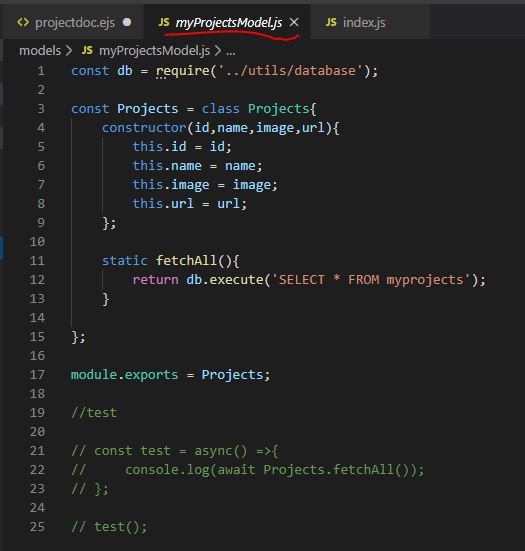 <> projectdoc.ejs ● JS myProjectsModel.js × JS index.js
models > JS myProjectsModel.js > ...
1 const db = require('../utils/database');
2
3 const Projects = class Projects{
4     constructor(id,name,image,url){
5         this.id = id;
6         this.name = name;
7         this.image = image;
8         this.url = url;
9     };
10
11     static fetchAll(){
12         return db.execute('SELECT * FROM myprojects');
13     }
14
15 };
16
17 module.exports = Projects;
18
19 //test
20
21 // const test = async() =>{
22 //     console.log(await Projects.fetchAll());
23 // };
24
25 // test();